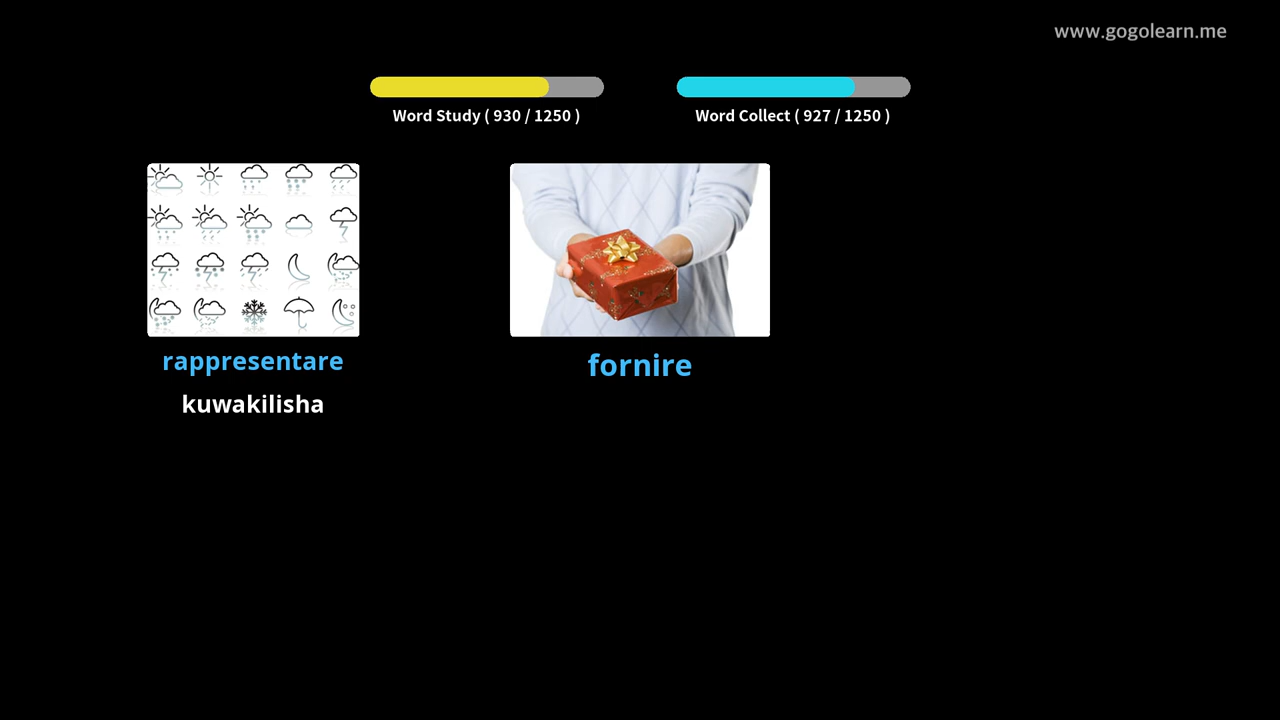 www.gogolearn.me
Word Study ( 930 / 1250 )
Word Collect ( 927 / 1250 )
rappresentare
kuwakilisha
fornire